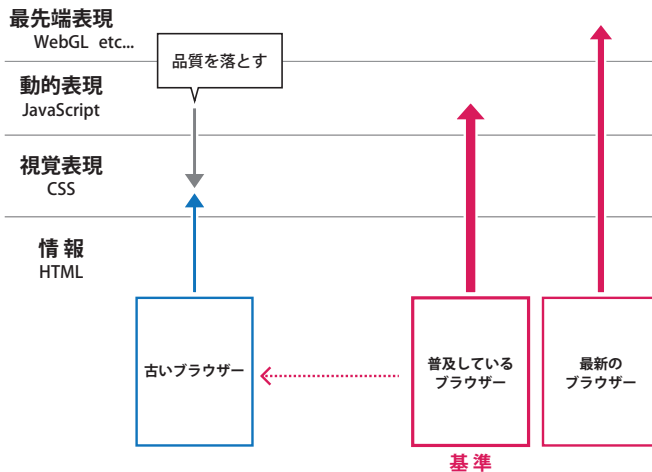 最先端表現
WebGL etc...
品質を落とす
動的表現
JavaScript
視覚表現
CSS
情報
HTML
古いブラウザー
普及している
ブラウザー
最新の
ブラウザー
基準